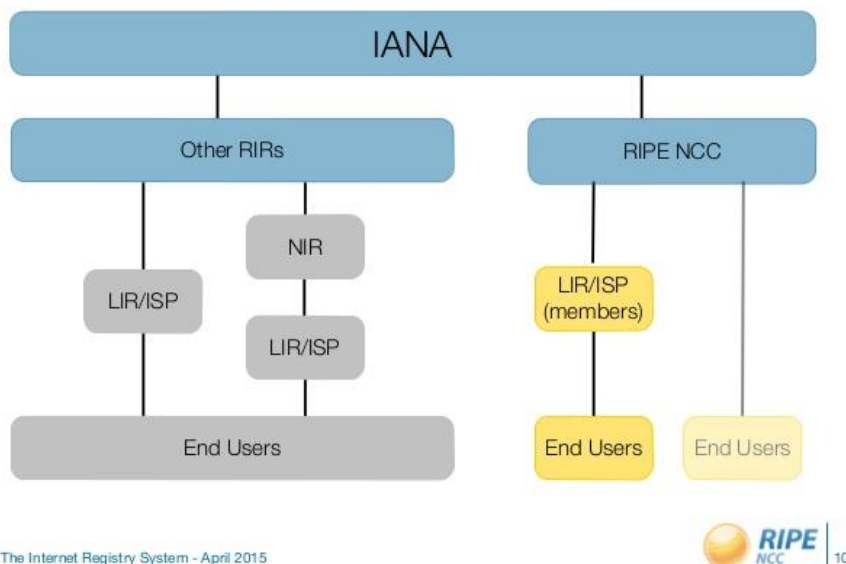 IANA
Other RIRs
RIPE NCC
NIR
LIR/ISP
LIR/ISP
LIR/ISP
(members)
End Users
End Users
End Users
The Internet Registry System - April 2015
RIPE
NCC
10